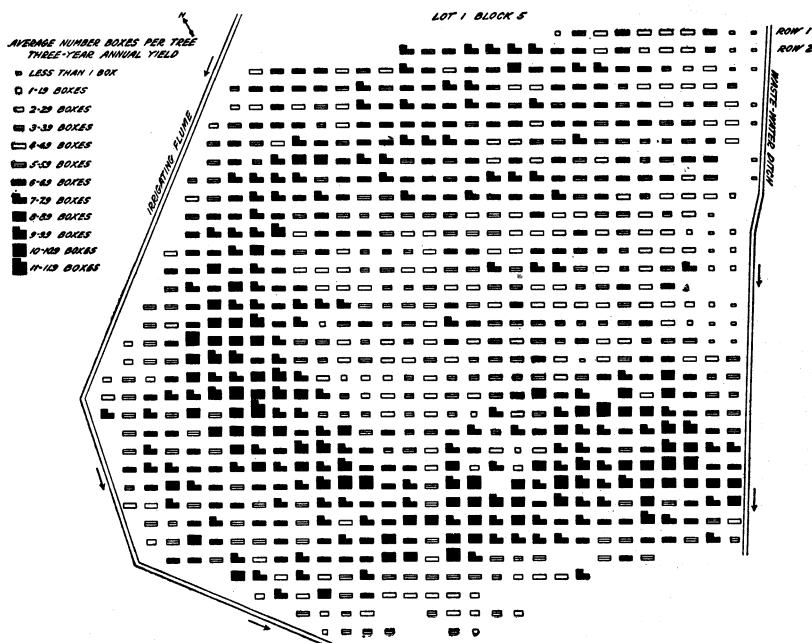 LOT 1 BLOCK 5
N
ROW 1
ROW 2
AVERAGE NUMBER BOXES PER TREE
THREE-YEAR ANNUAL YIELD
LESS THAN 1 BOX
1-1.9 BOXES
2-2.9 BOXES
3-3.9 BOXES
4-4.9 BOXES
5-5.9 BOXES
6-6.9 BOXES
7-7.9 BOXES
8-8.9 BOXES
9-9.9 BOXES
10-10.9 BOXES
11-11.9 BOXES
IRRIGATING FLUME
WASTE-WATER DITCH